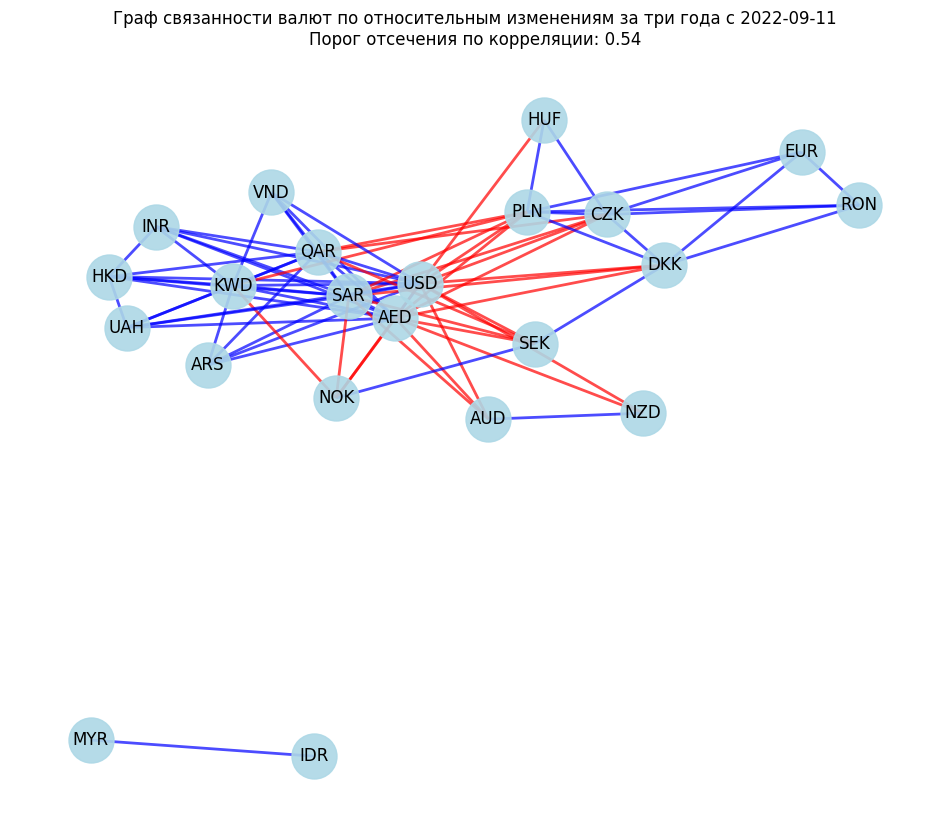 Граф связанности валют по относительным изменениям за три года с 2022-09-11
Порог отсечения по корреляции: 0.54
HUF
EUR
VND
RON
PLN
CZK
INR
QAR
DKK
HKD
KWD
USD
SAR
AED
UAH
SEK
ARS
NOK
NZD
AUD
MYR
IDR